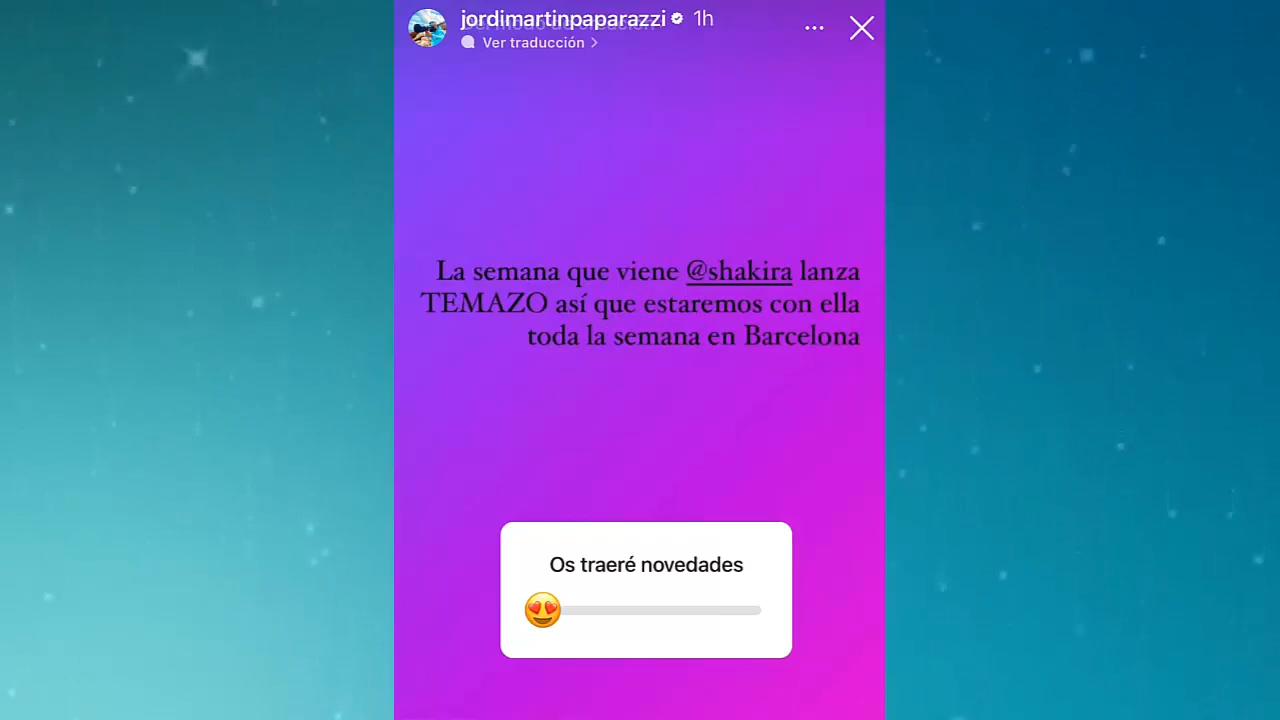 jordimartinpaparazzi 1h
Ver traducción
La semana que viene @shakira lanza
TEMAZO así que estaremos con ella
toda la semana en Barcelona
Os traeré novedades